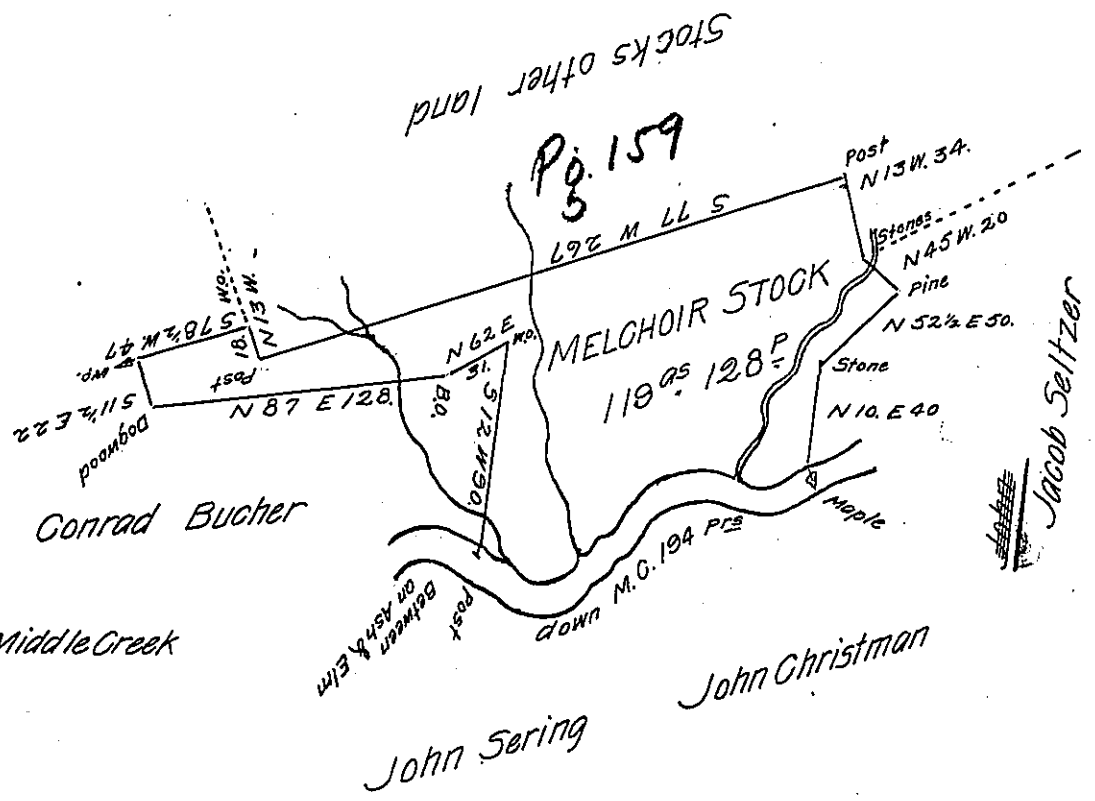 Stocks other land
Pg. 159
5
Post
N 13 W. 34.
S 77 W 267
Stones
N 45 W. 20
Pine
N 52½ E 50.
Stone
N 10. E 40
Maple
MELCHOIR STOCK
119 as. 128 P
N 13 W.
18.
Post
W.O.
S 78½ W. 47
W.P.
S 11½ E 22
Dogwood
N 87 E 128.
B.O.
N 62 E
31.
W.O.
S 12 W 90.
Conrad Bucher
Jacob Seltzer
Middle Creek
Post
Between
an Ash & Elm
down M.C. 194 Prs
John Christman
John Sering